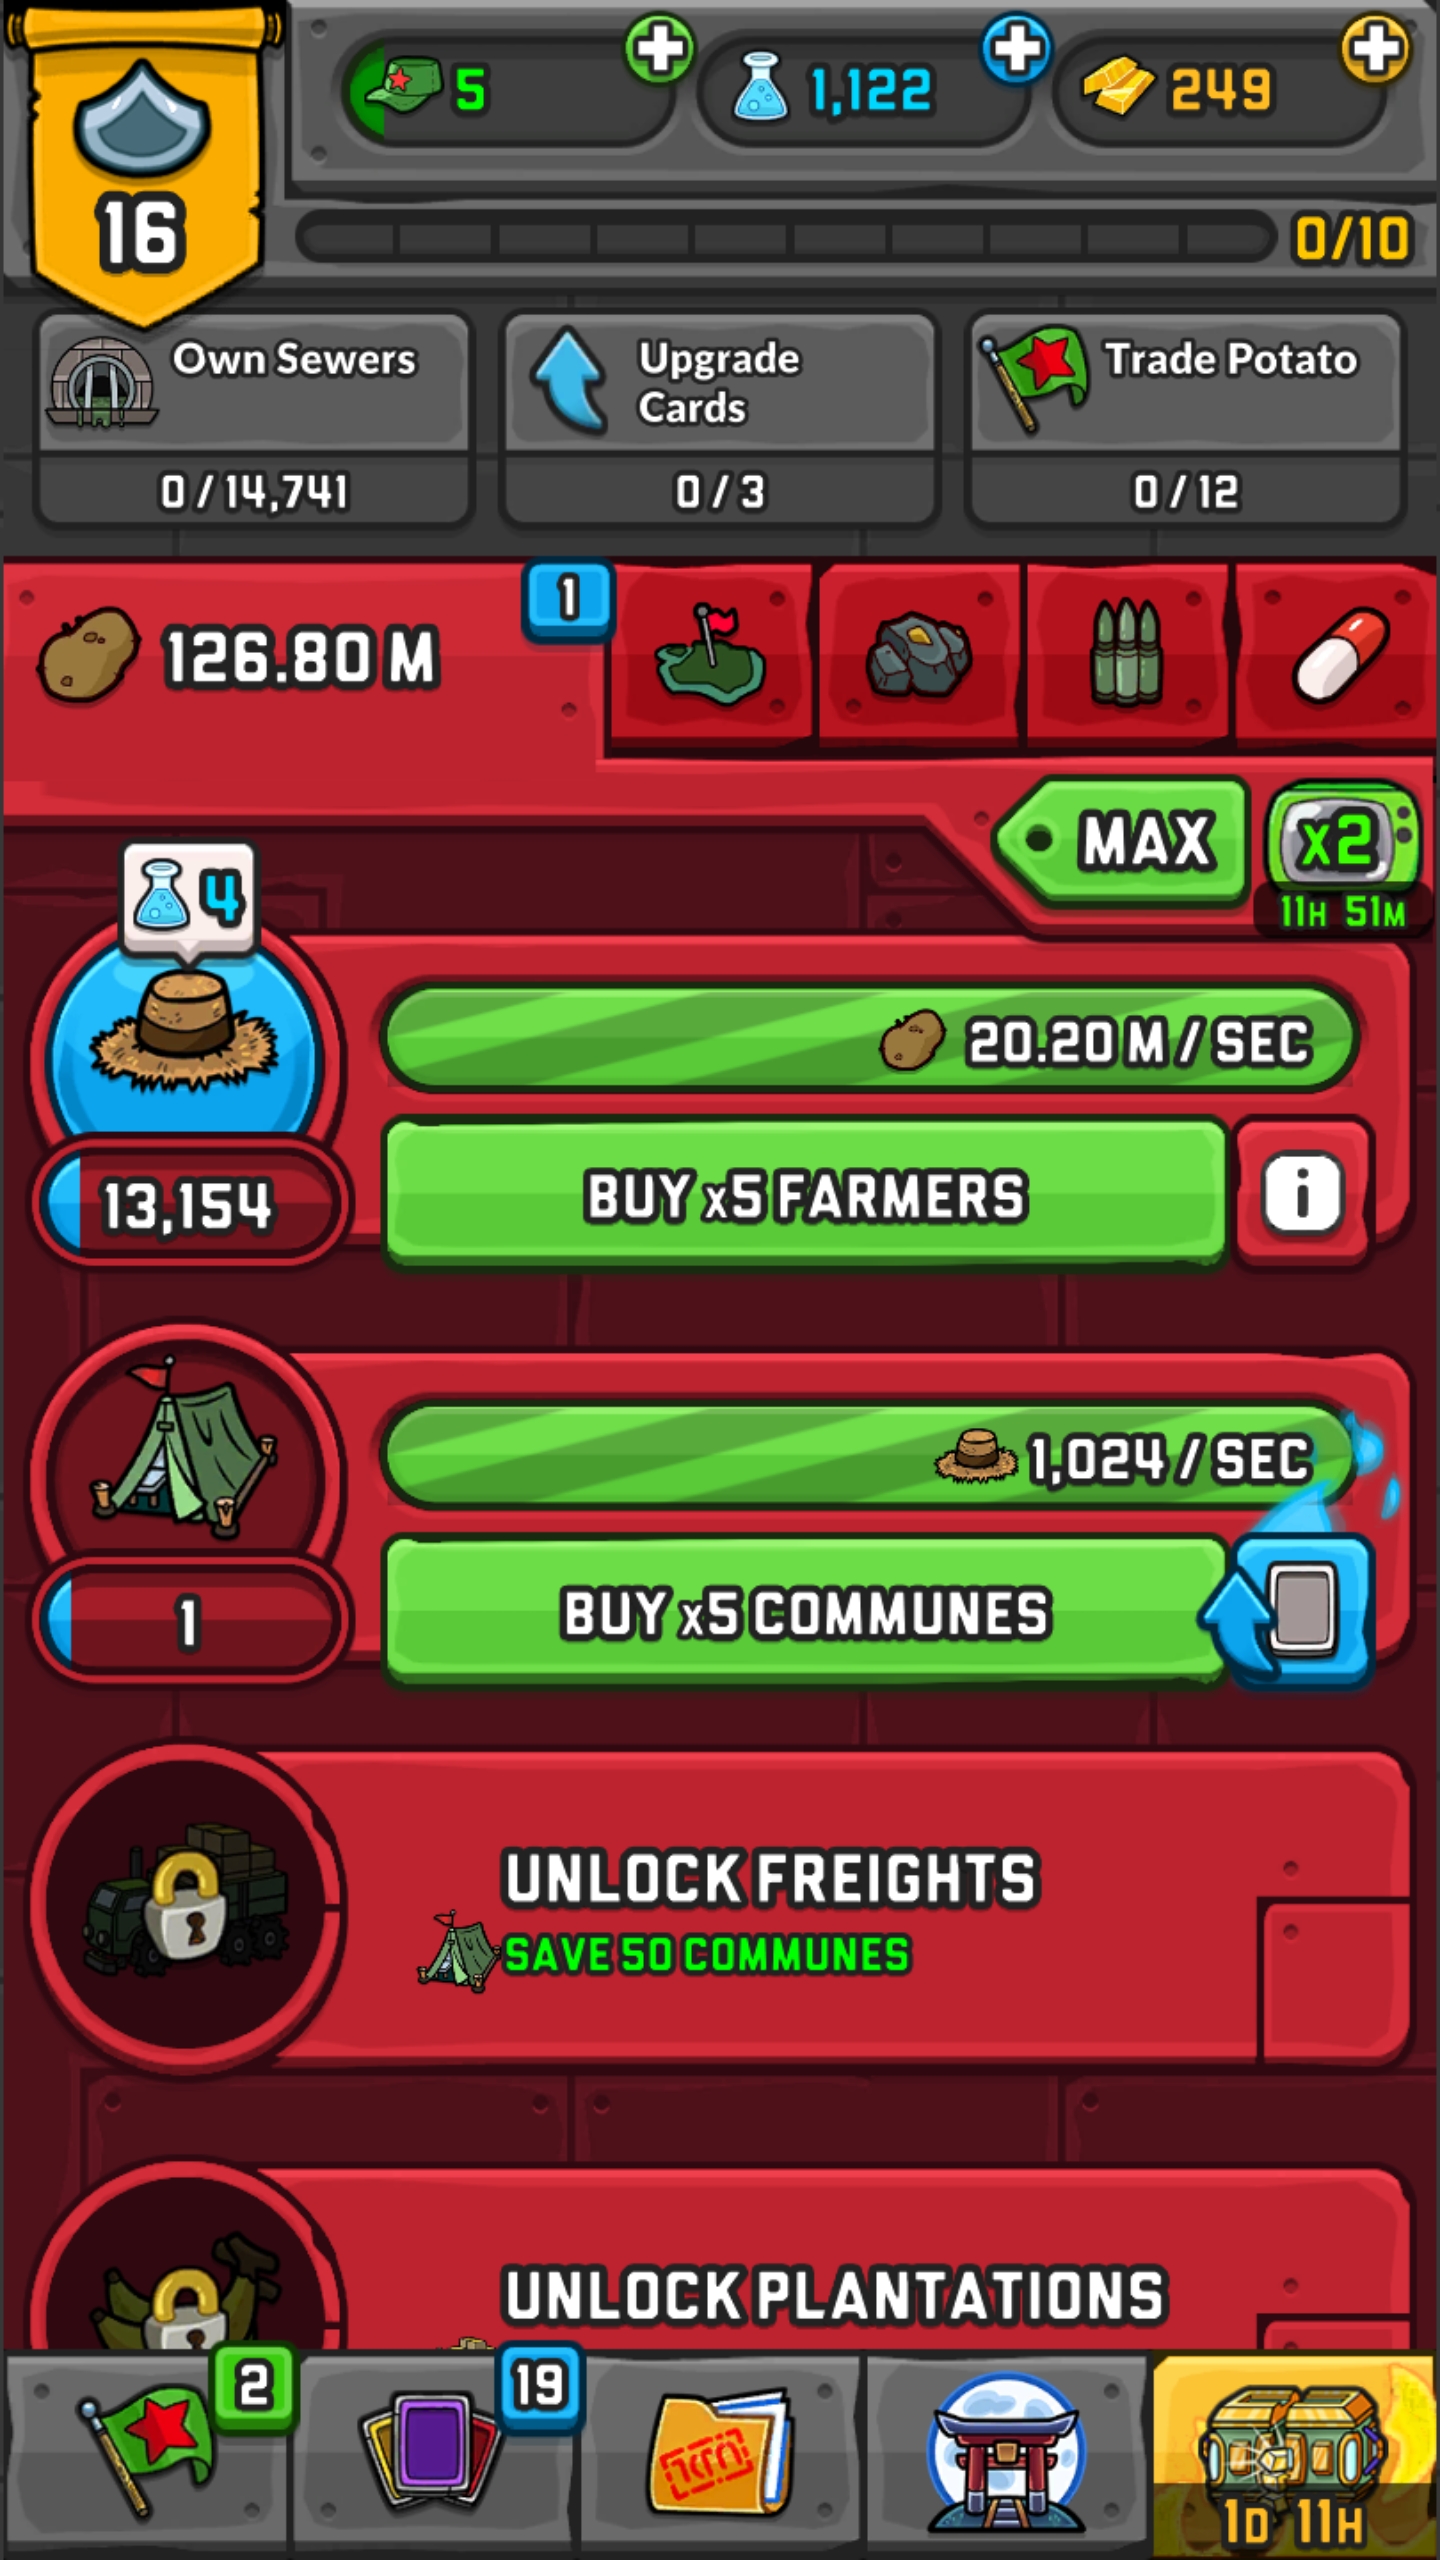 5
1,122
249
16
0/10
Own Sewers
0/14,741
Upgrade
Cards
0/3
Trade Potato
0/12
126.80 M
1
MAX
x2
11H 51M
4
20.20 M / SEC
13,154
BUY x5 FARMERS
i
1,024 / SEC
1
BUY x5 COMMUNES
UNLOCK FREIGHTS
SAVE 50 COMMUNES
UNLOCK PLANTATIONS
2
19
1D 11H